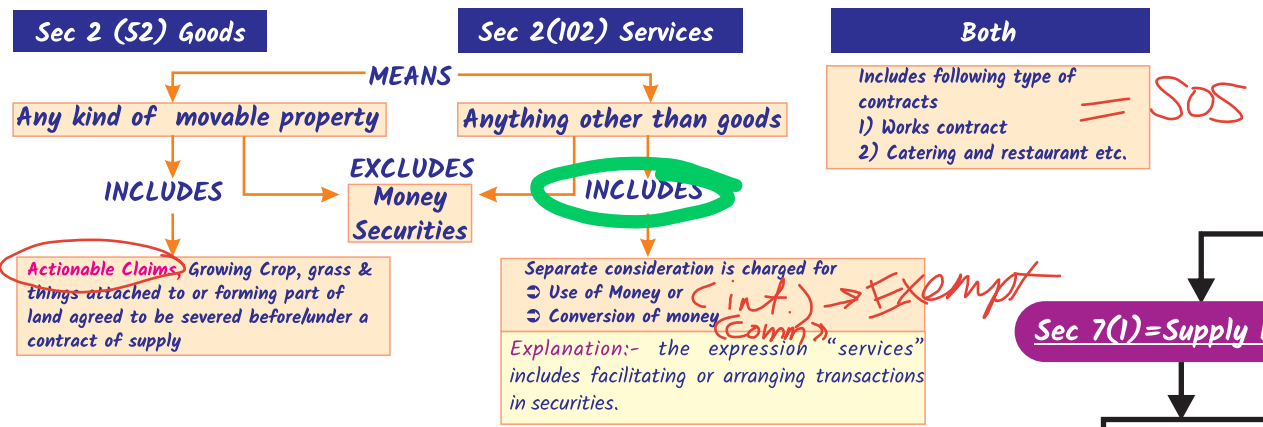 Sec 2 (52) Goods
Sec 2(102) Services
Both
MEANS
Any kind of movable property
Anything other than goods
Includes following type of
contracts
1) Works contract
2) Catering and restaurant etc.
= SOS
INCLUDES
EXCLUDES
Money
Securities
INCLUDES
Actionable Claims, Growing Crop, grass &
things attached to or forming part of
land agreed to be severed before/under a
contract of supply
Separate consideration is charged for
➲ Use of Money or
➲ Conversion of money
(int.) → Exempt
(Comm)
Explanation:- the expression “services”
includes facilitating or arranging transactions
in securities.
Sec 7(1)=Supply